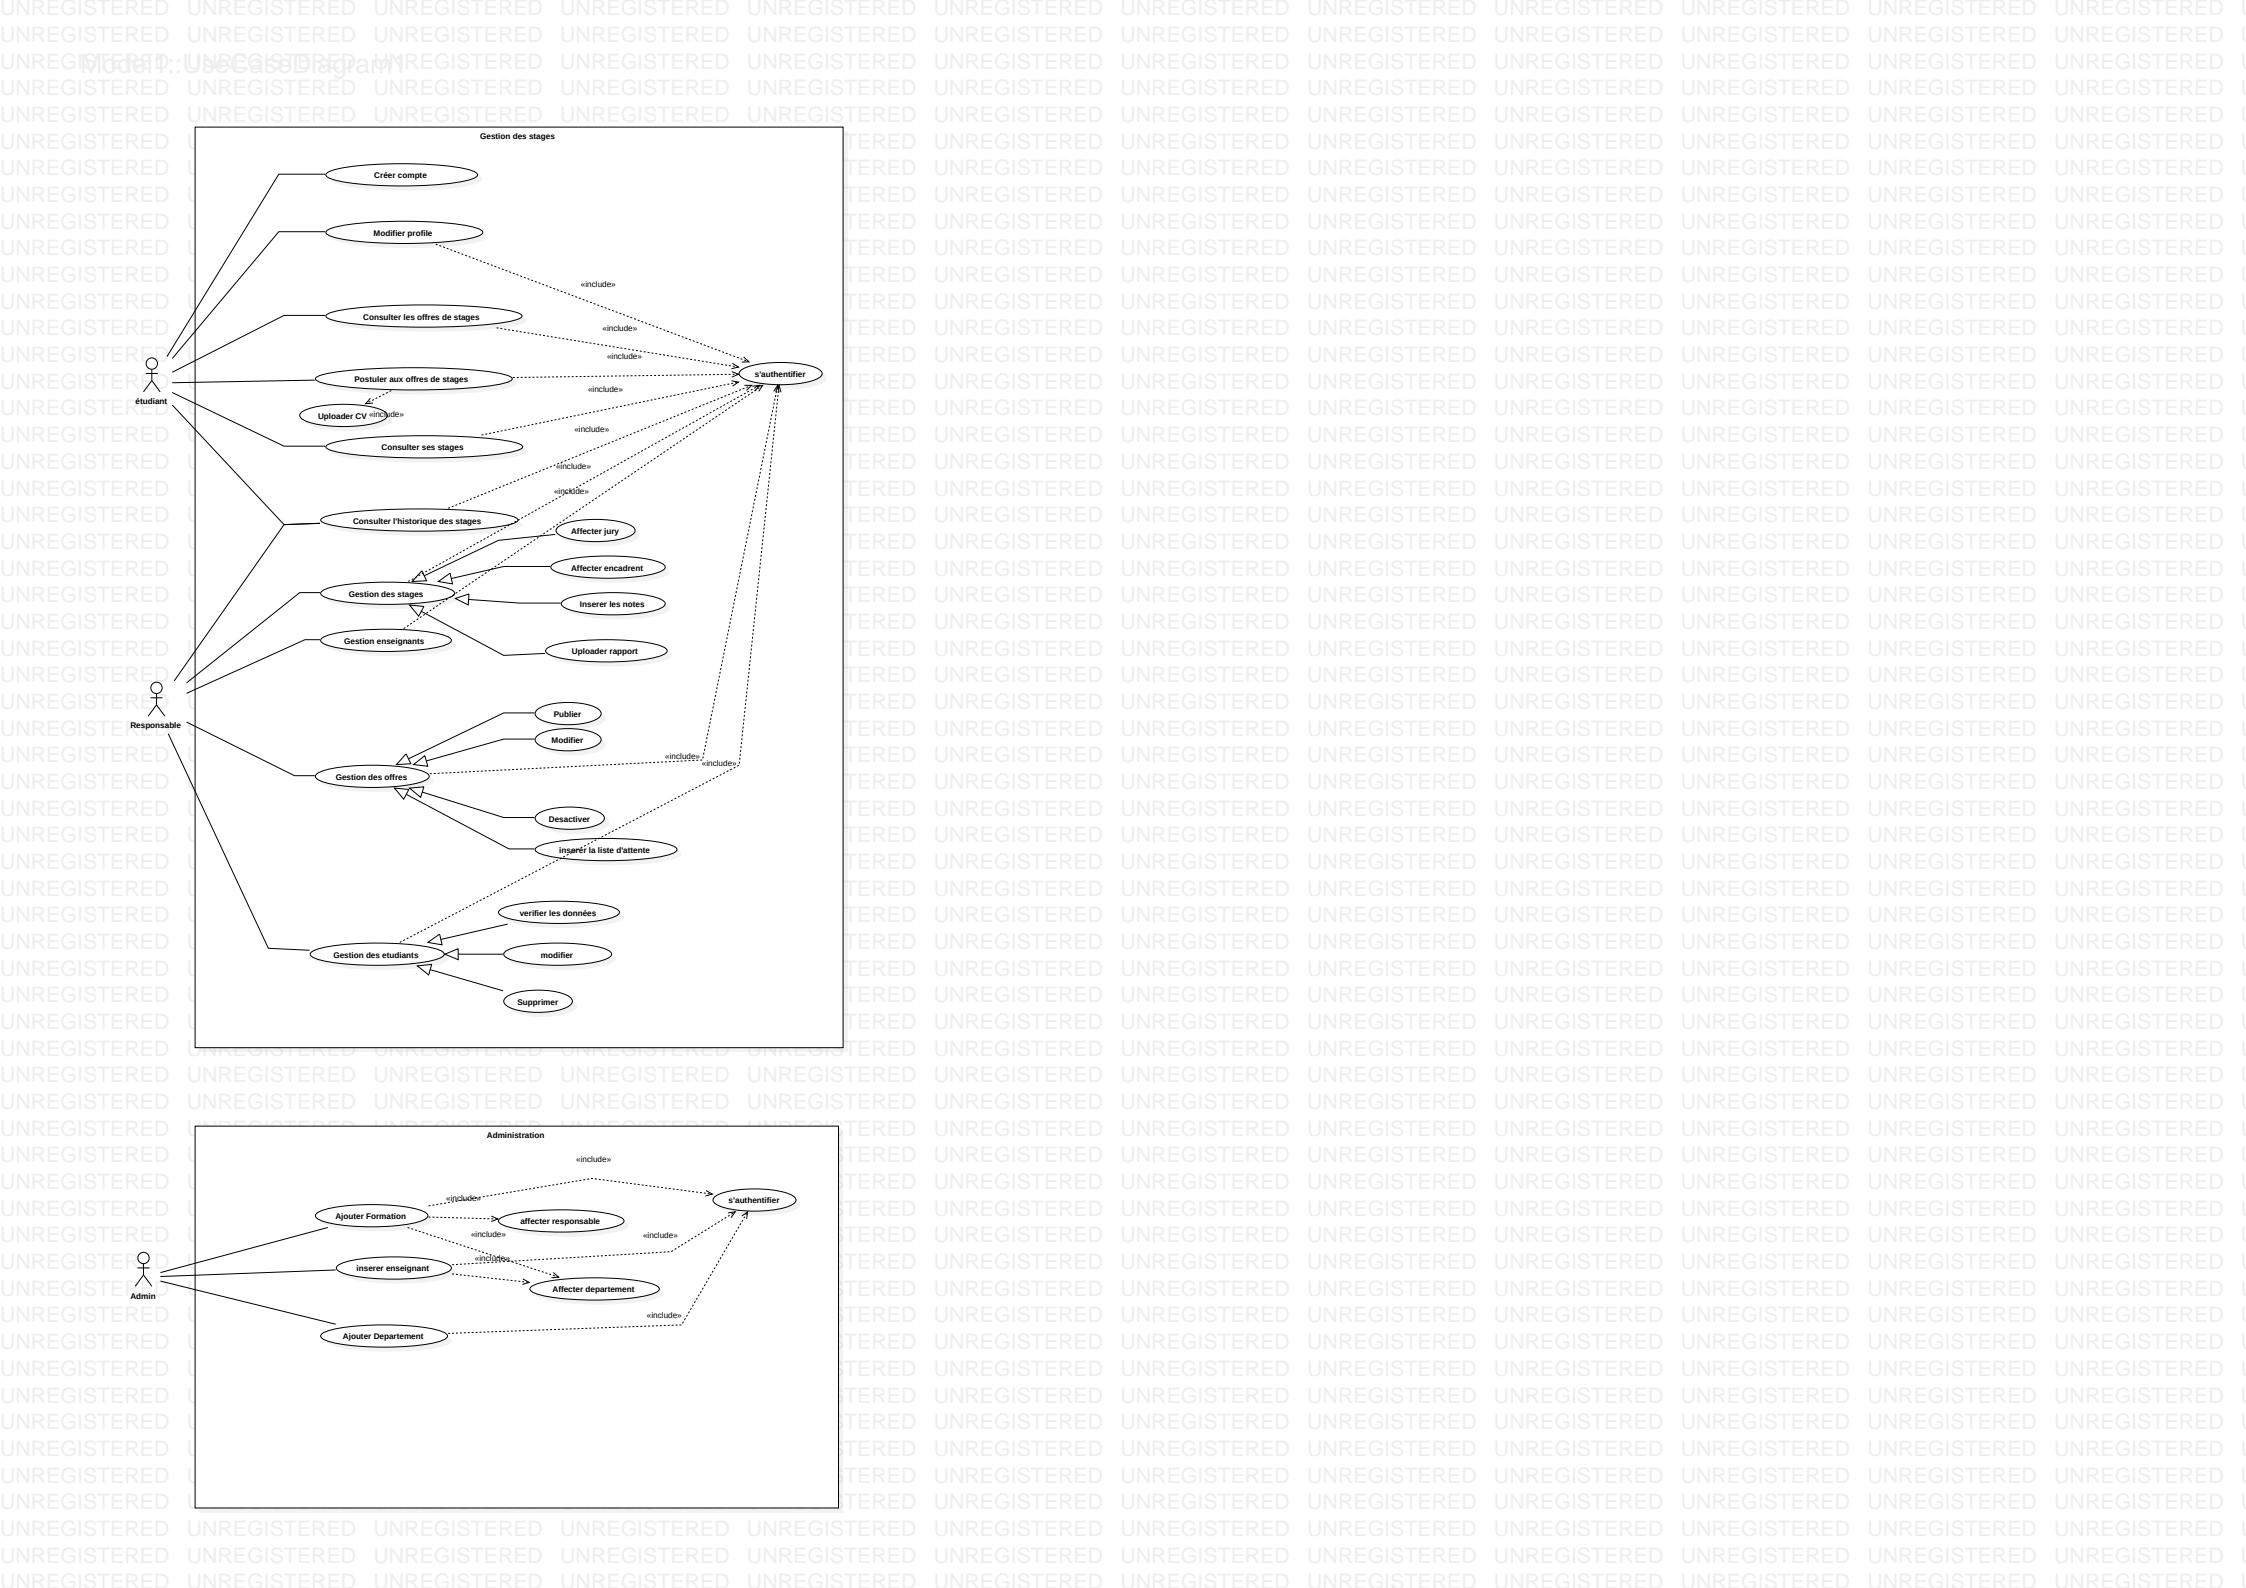 Model1::UseCaseDiagram1
Gestion des stages
Créer compte
Modifier profile
«include»
Consulter les offres de stages
«include»
«include»
s'authentifier
étudiant
Postuler aux offres de stages
«include»
Uploader CV
«include»
Consulter ses stages
«include»
«include»
«include»
Consulter l'historique des stages
Affecter jury
Affecter encadrent
Gestion des stages
Inserer les notes
Gestion enseignants
Uploader rapport
Responsable
Publier
Modifier
«include»
«include»
Gestion des offres
Desactiver
inserér la liste d'attente
verifier les données
Gestion des etudiants
modifier
Supprimer
Administration
«include»
«include»
s'authentifier
Ajouter Formation
affecter responsable
«include»
«include»
«include»
inserer enseignant
Affecter departement
Admin
«include»
Ajouter Departement
UNREGISTERED